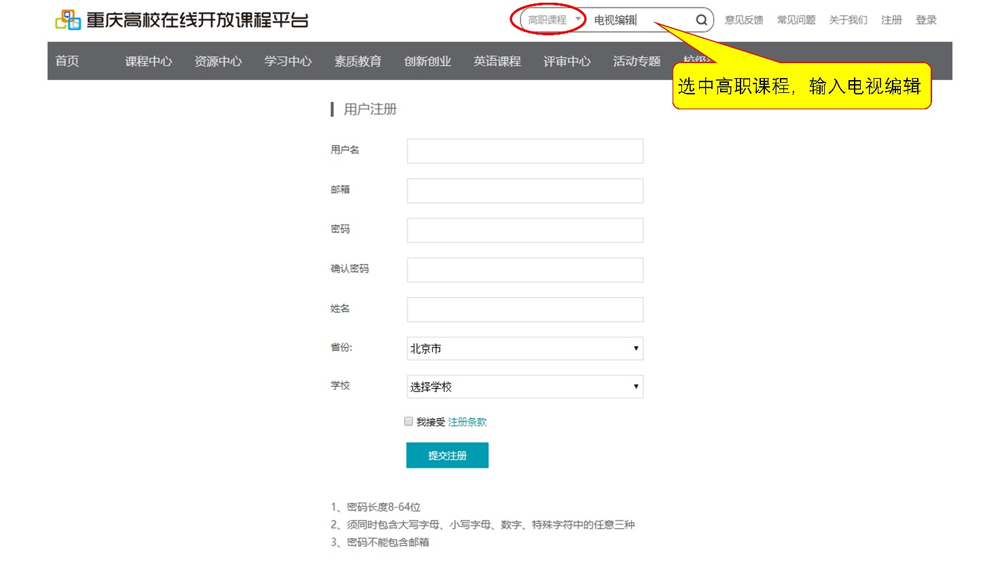 重庆高校在线开放课程平台
高职课程 电视编辑 意见反馈 常见问题 关于我们 注册 登录
首页 课程中心 资源中心 学习中心 素质教育 创新创业 英语课程 评审中心 活动专题
选中高职课程，输入电视编辑
用户注册
用户名
邮箱
密码
确认密码
姓名
省份: 北京市
学校 选择学校
我接受 注册条款
提交注册
1、密码长度8-64位
2、须同时包含大写字母、小写字母、数字、特殊字符中的任意三种
3、密码不能包含邮箱